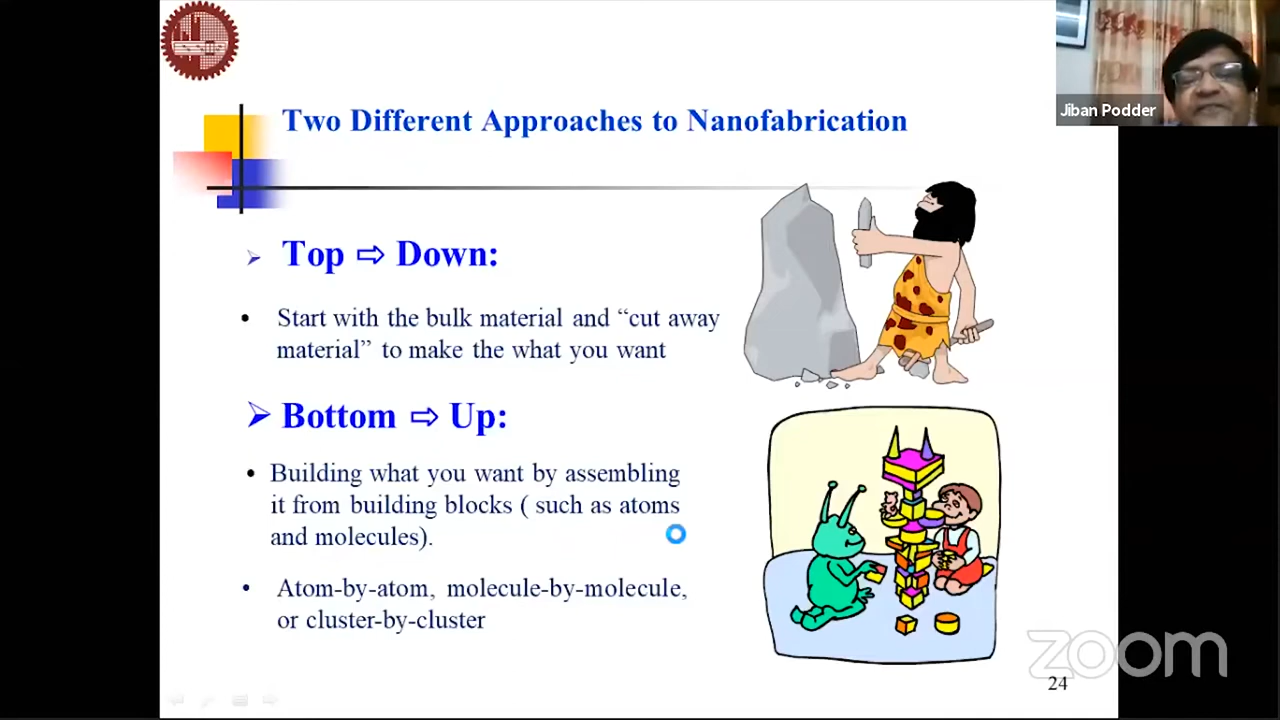 Jiban Podder
Two Different Approaches to Nanofabrication
Top ⇨ Down:
Start with the bulk material and “cut away
material” to make the what you want
Bottom ⇨ Up:
Building what you want by assembling
it from building blocks ( such as atoms
and molecules).
Atom-by-atom, molecule-by-molecule,
or cluster-by-cluster
zoom
24